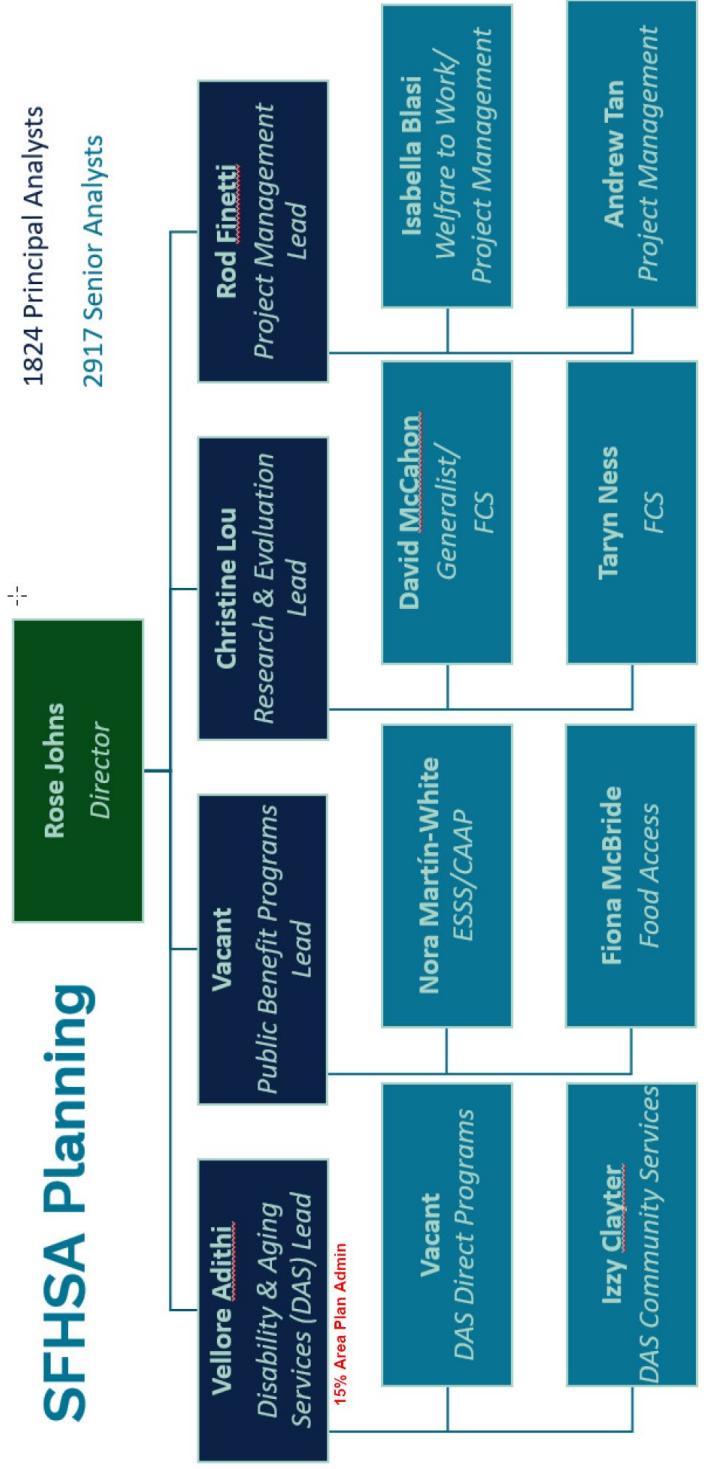 SFHSA Planning
1824 Principal Analysts
2917 Senior Analysts
Rose Johns
Director
Vellore Adithi
Disability & Aging
Services (DAS) Lead
15% Area Plan Admin
Vacant
Public Benefit Programs
Lead
Christine Lou
Research & Evaluation
Lead
Rod Finetti
Project Management
Lead
Vacant
DAS Direct Programs
Nora Martín-White
ESSS/CAAP
David McCahon
Generalist/
FCS
Isabella Blasi
Welfare to Work/
Project Management
Izzy Clayter
DAS Community Services
Fiona McBride
Food Access
Taryn Ness
FCS
Andrew Tan
Project Management